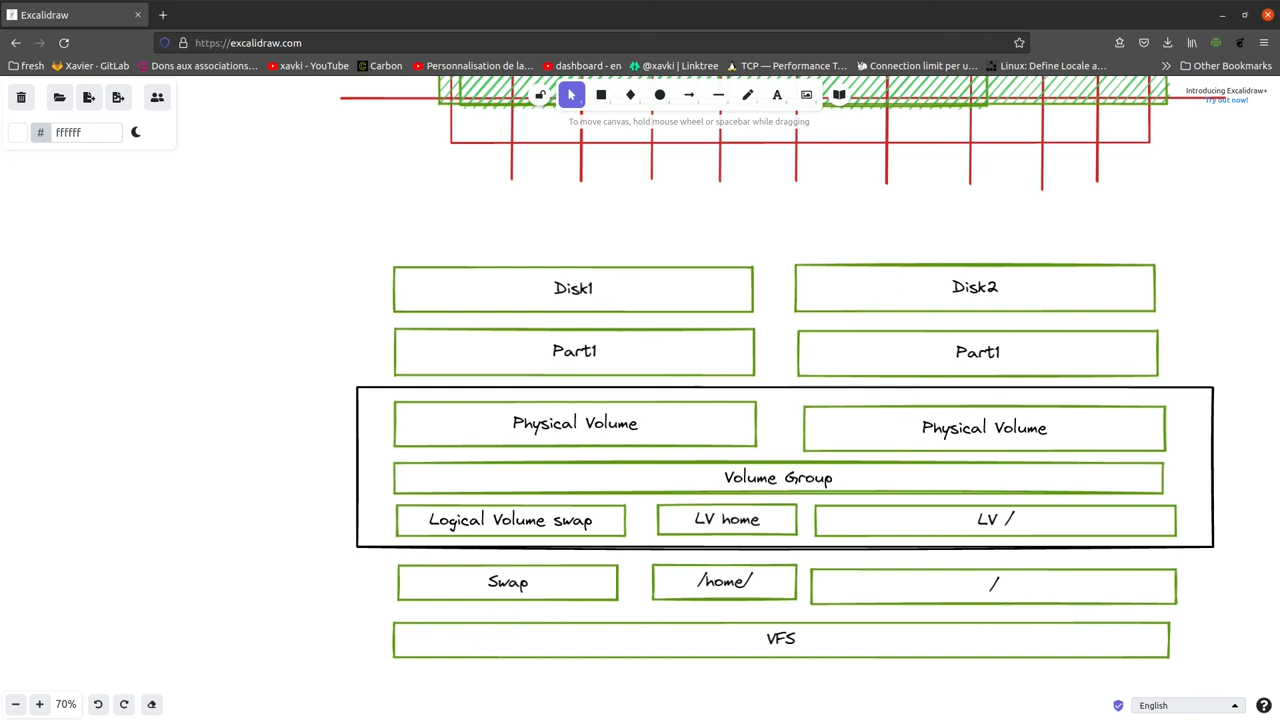 Excalidraw
https://excalidraw.com
fresh
Xavier · GitLab
Dons aux associations…
xavki - YouTube
Carbon
Personnalisation de la…
dashboard - en
@xavki | Linktree
TCP — Performance T…
Connection limit per u…
Linux: Define Locale a…
Other Bookmarks
Introducing Excalidraw+
Try out now!
# ffffff
To move canvas, hold mouse wheel or spacebar while dragging
Disk1
Disk2
Part1
Part1
Physical Volume
Physical Volume
Volume Group
Logical Volume swap
LV home
LV /
Swap
/home/
/
VFS
70%
English